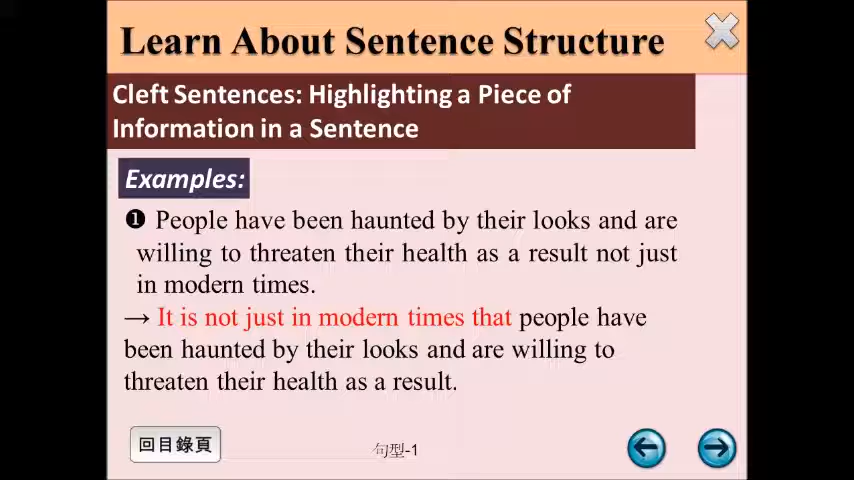 Learn About Sentence Structure
Cleft Sentences: Highlighting a Piece of
Information in a Sentence
Examples:
❶ People have been haunted by their looks and are
willing to threaten their health as a result not just
in modern times.
→ It is not just in modern times that people have
been haunted by their looks and are willing to
threaten their health as a result.
回目錄頁
句型-1